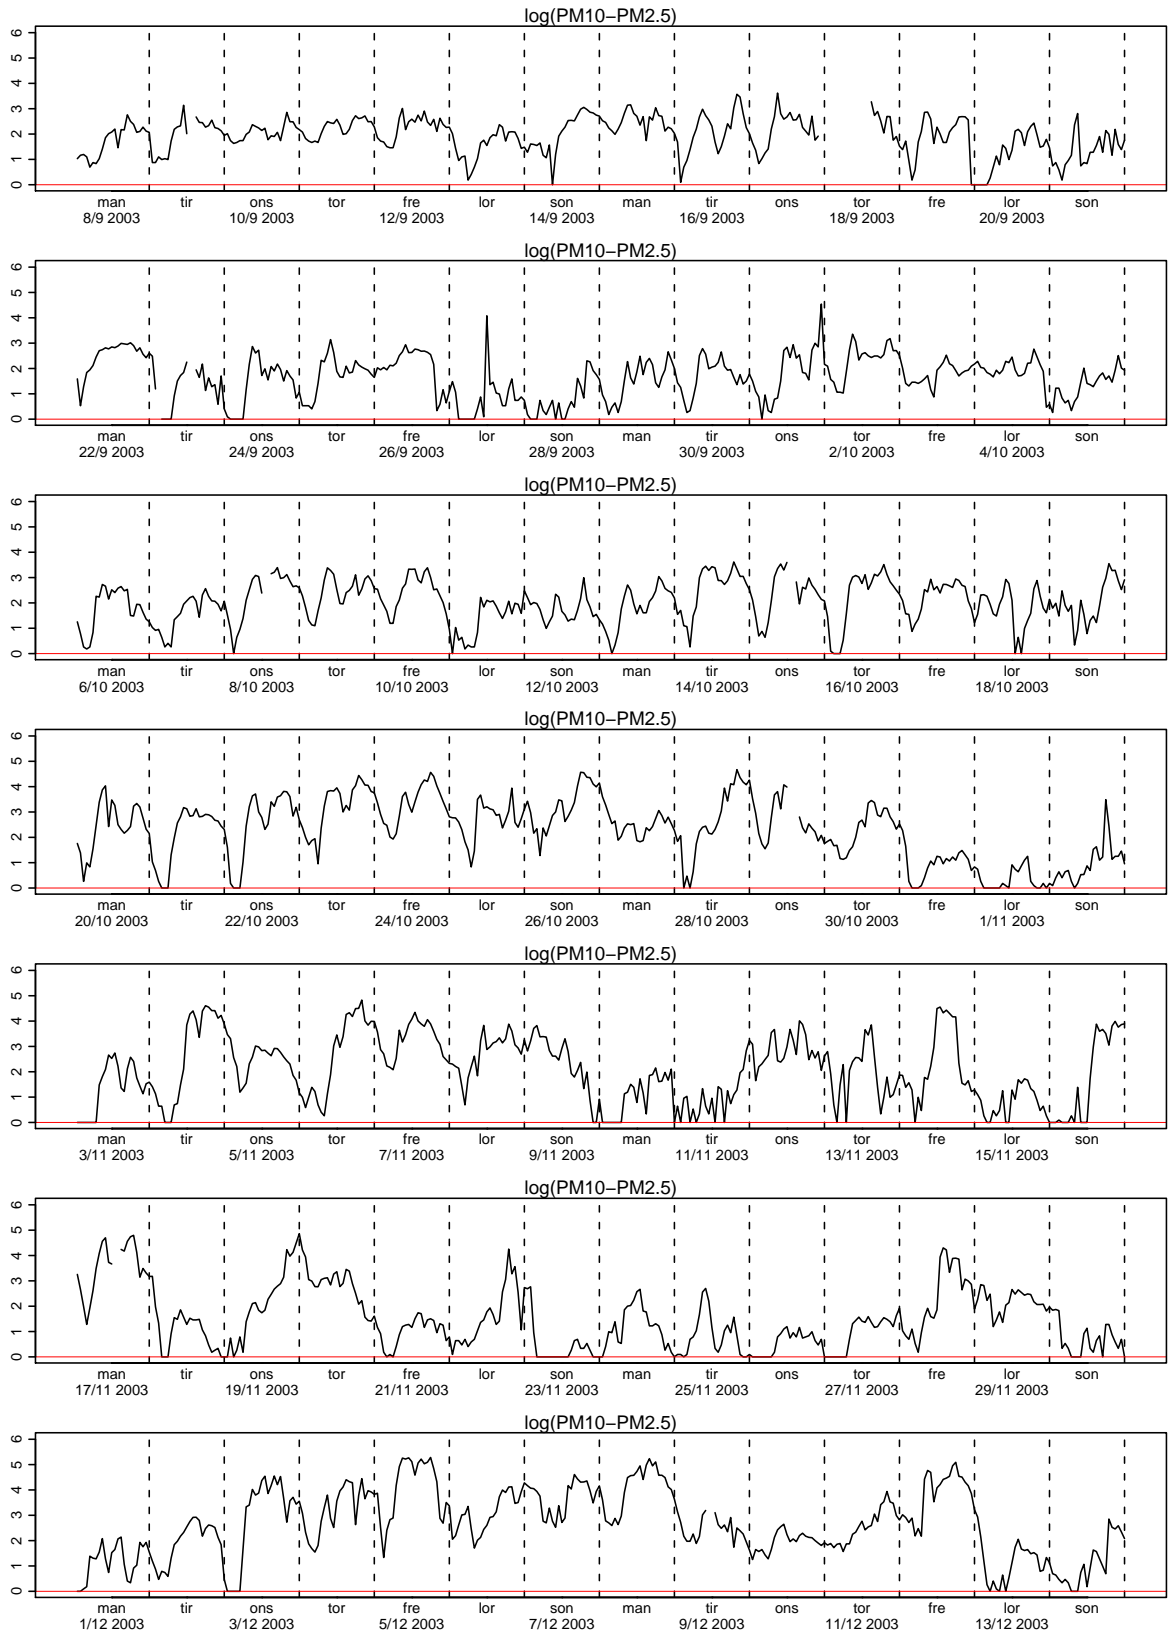 log(PM10−PM2.5)
6
5
4
3
2
1
0
man tir ons tor fre lor son man tir ons tor fre lor son
8/9 2003 10/9 2003 12/9 2003 14/9 2003 16/9 2003 18/9 2003 20/9 2003
log(PM10−PM2.5)
6
5
4
3
2
1
0
man tir ons tor fre lor son man tir ons tor fre lor son
22/9 2003 24/9 2003 26/9 2003 28/9 2003 30/9 2003 2/10 2003 4/10 2003
log(PM10−PM2.5)
6
5
4
3
2
1
0
man tir ons tor fre lor son man tir ons tor fre lor son
6/10 2003 8/10 2003 10/10 2003 12/10 2003 14/10 2003 16/10 2003 18/10 2003
log(PM10−PM2.5)
6
5
4
3
2
1
0
man tir ons tor fre lor son man tir ons tor fre lor son
20/10 2003 22/10 2003 24/10 2003 26/10 2003 28/10 2003 30/10 2003 1/11 2003
log(PM10−PM2.5)
6
5
4
3
2
1
0
man tir ons tor fre lor son man tir ons tor fre lor son
3/11 2003 5/11 2003 7/11 2003 9/11 2003 11/11 2003 13/11 2003 15/11 2003
log(PM10−PM2.5)
6
5
4
3
2
1
0
man tir ons tor fre lor son man tir ons tor fre lor son
17/11 2003 19/11 2003 21/11 2003 23/11 2003 25/11 2003 27/11 2003 29/11 2003
log(PM10−PM2.5)
6
5
4
3
2
1
0
man tir ons tor fre lor son man tir ons tor fre lor son
1/12 2003 3/12 2003 5/12 2003 7/12 2003 9/12 2003 11/12 2003 13/12 2003